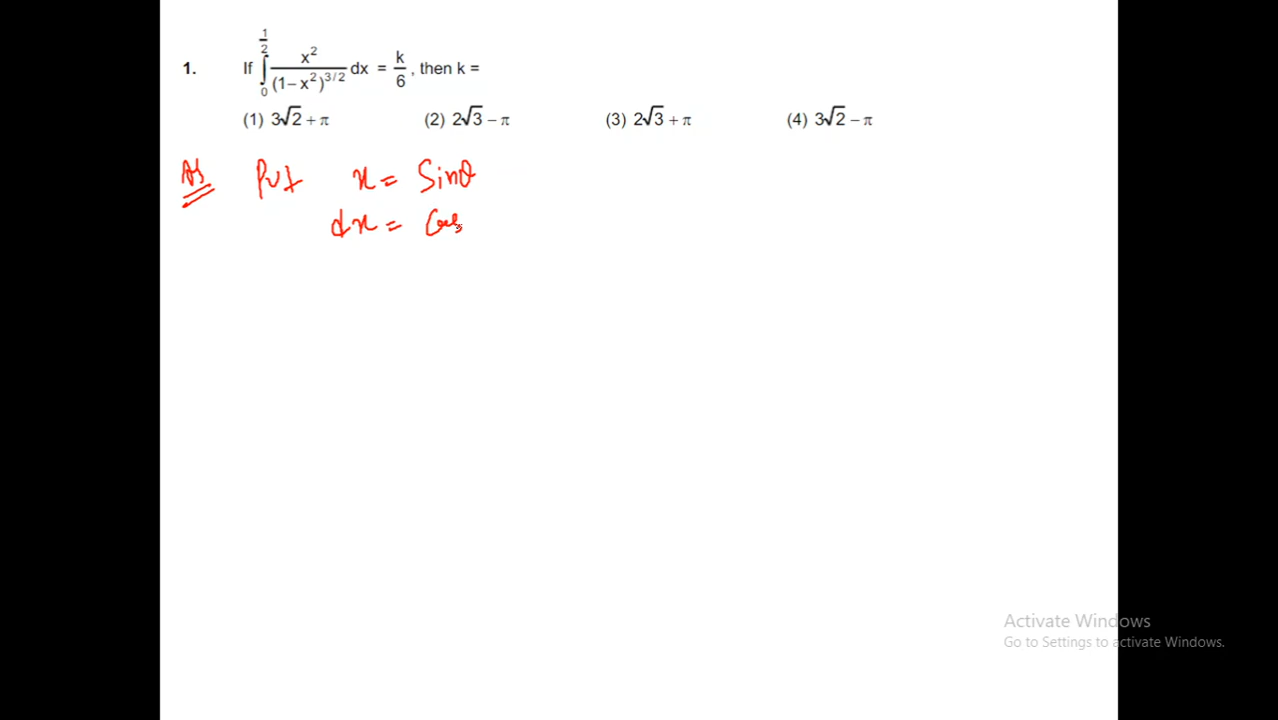 1. If ∫₀^{1/2} x²/(1–x²)^{3/2} dx = k/6, then k =
(1) 3√2 + π (2) 2√3 – π (3) 2√3 + π (4) 3√2 – π
Put x = Sinθ
dx = Cos
Activate Windows
Go to Settings to activate Windows.